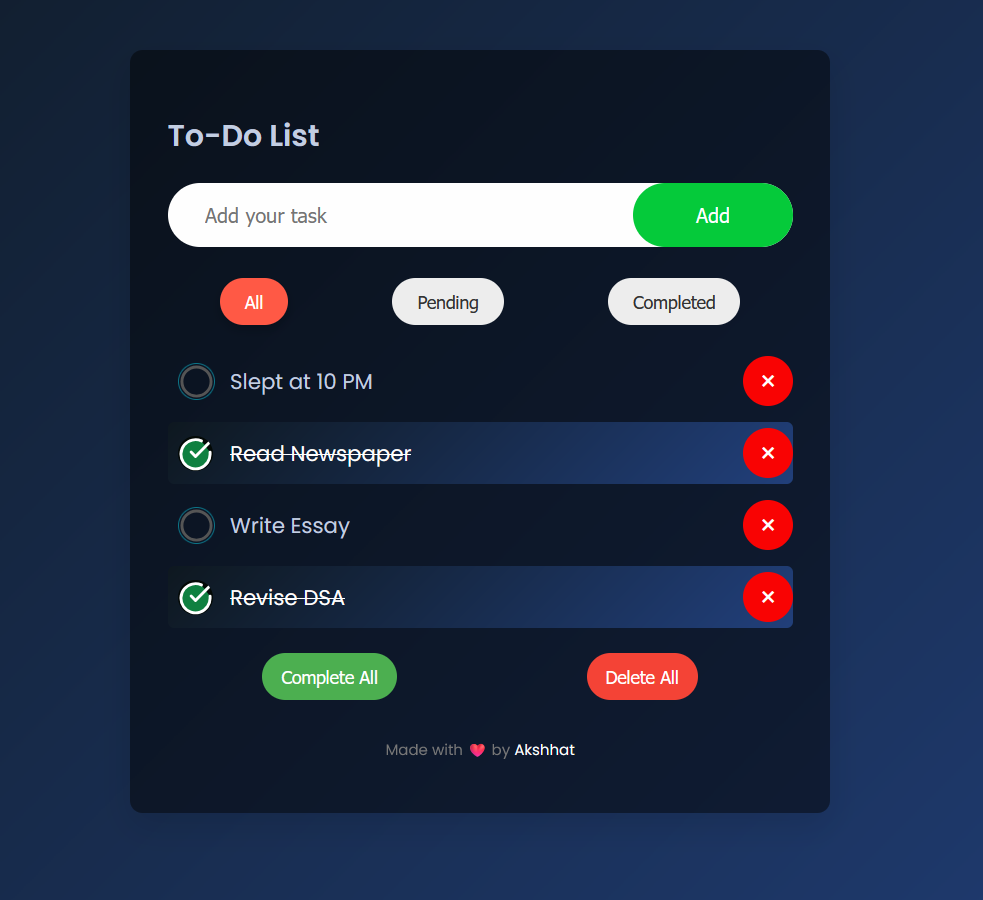 To-Do List
Add your task Add
All Pending Completed
Slept at 10 PM ×
Read Newspaper ×
Write Essay ×
Revise DSA ×
Complete All Delete All
Made with ❤️ by Akshhat